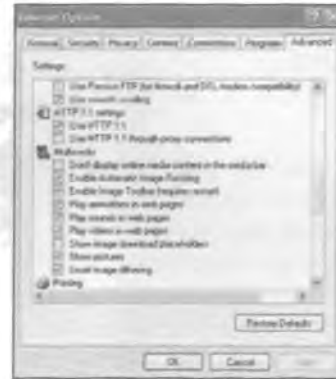 Internet Options
General Security Privacy Content Connections Programs Advanced
Settings:
Use Passive FTP (for firewall and DSL modem compatibility)
Use smooth scrolling
HTTP 1.1 settings
Use HTTP 1.1
Use HTTP 1.1 through proxy connections
Multimedia
Don't display online media content in the media bar
Enable Automatic Image Resizing
Enable Image Toolbar (requires restart)
Play animations in web pages
Play sounds in web pages
Play videos in web pages
Show image download placeholders
Show pictures
Smart image dithering
Printing
Restore Defaults
OK Cancel